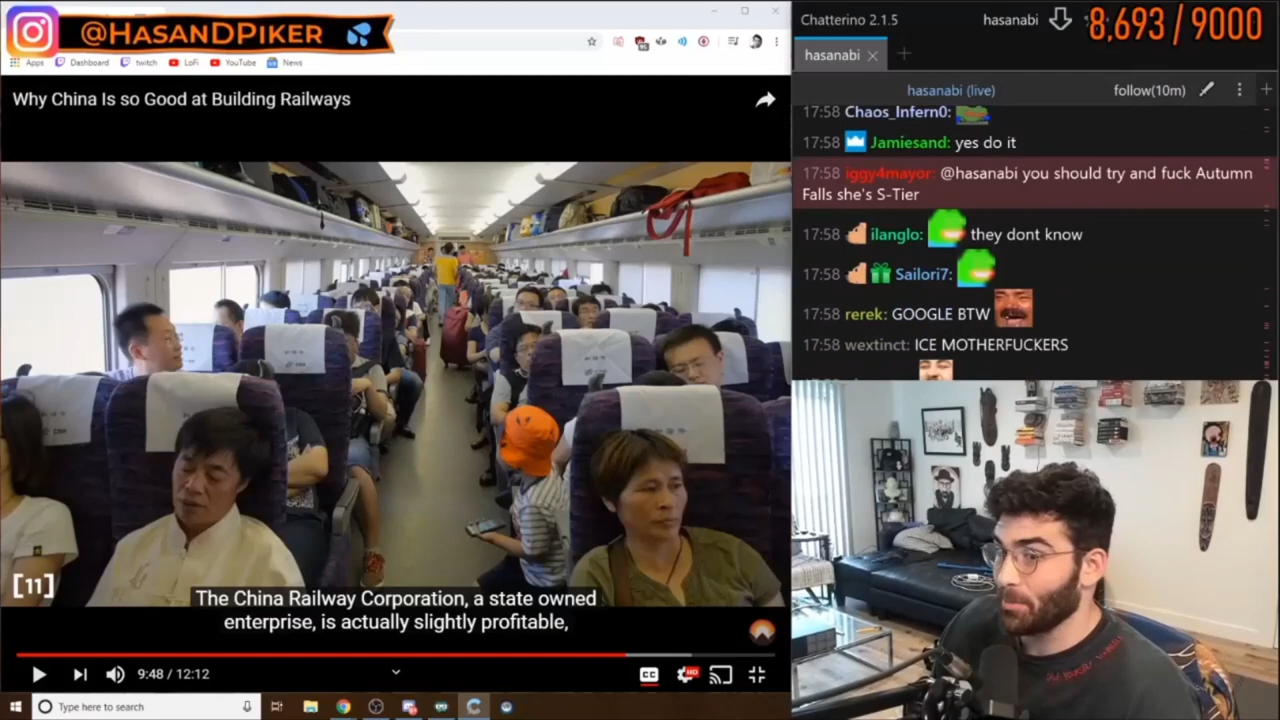 @HASANDPIKER
Apps Dashboard twitch LoFi YouTube News
Why China Is so Good at Building Railways
[11]
The China Railway Corporation, a state owned
enterprise, is actually slightly profitable,
9:48 / 12:12
CC
HD
Type here to search
Chatterino 2.1.5
hasanabi
8,693 / 9000
hasanabi
hasanabi (live)
follow(10m)
17:58 Chaos_Infern0:
17:58 Jamiesand: yes do it
17:58 iggy4mayor: @hasanabi you should try and fuck Autumn
Falls she's S-Tier
17:58 ilanglo: they dont know
17:58 Sailori7:
17:58 rerek: GOOGLE BTW
17:58 wextinct: ICE MOTHERFUCKERS